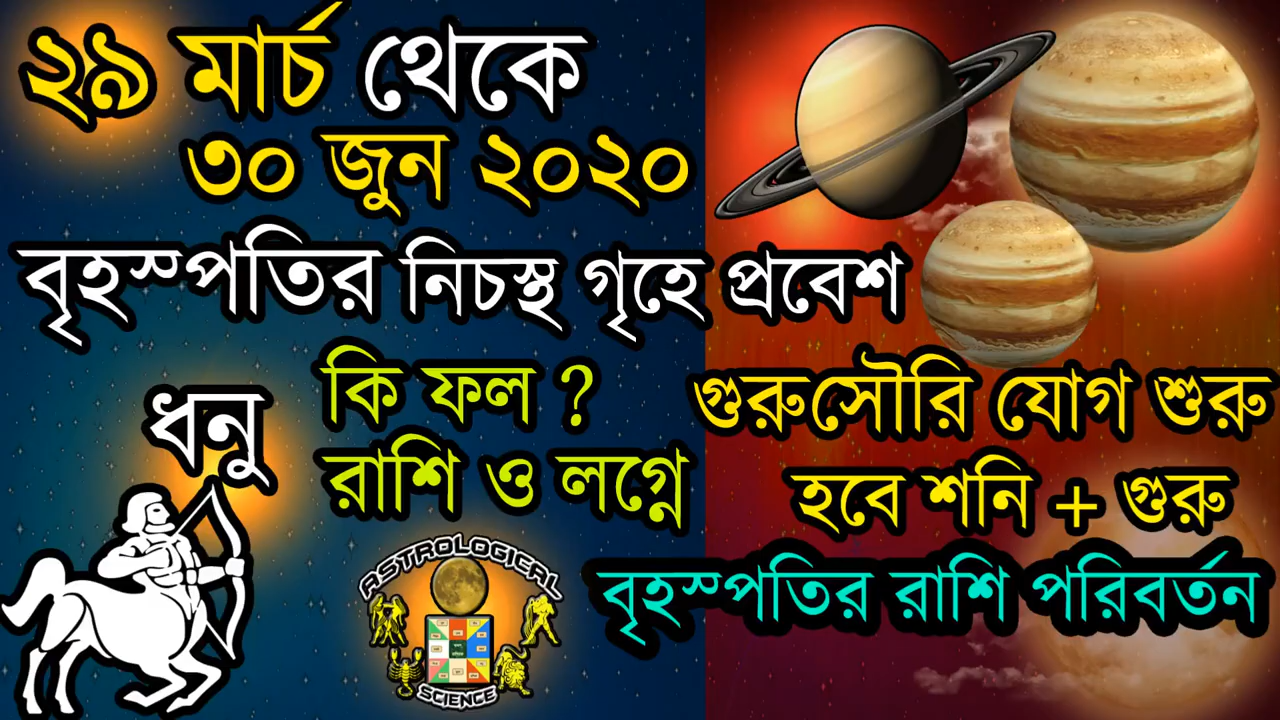 ২৯ মার্চ থেকে
৩০ জুন ২০২০
বৃহস্পতির নিচস্থ গৃহে প্রবেশ
ধনু
কি ফল ?
রাশি ও লগ্নে
গুরুসৌরি যোগ শুরু
হবে শনি + গুরু
বৃহস্পতির রাশি পরিবর্তন
ASTROLOGICAL
SCIENCE